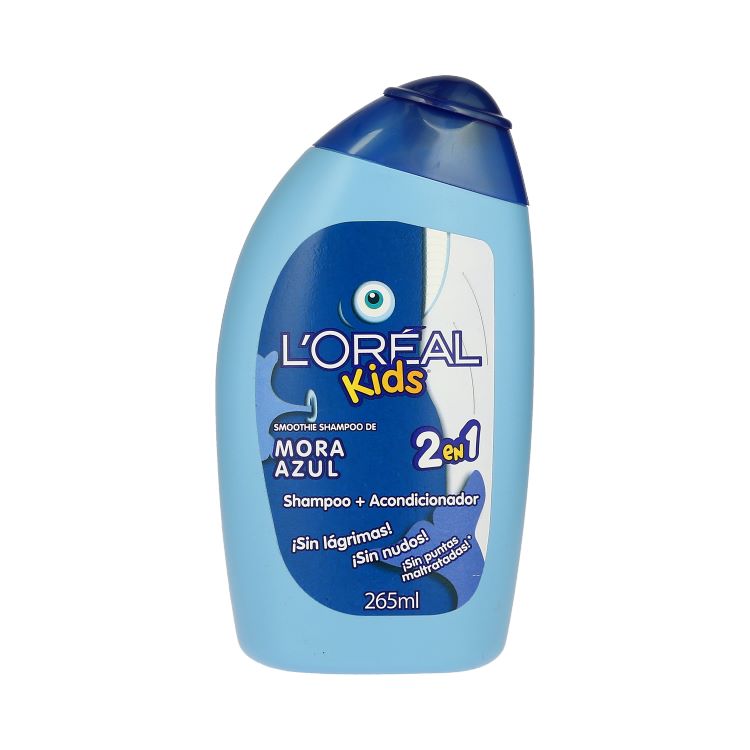 L'ORÉAL
Kids
SMOOTHIE SHAMPOO DE
MORA
AZUL
2 en 1
Shampoo + Acondicionador
¡Sin lágrimas!
¡Sin nudos!
¡Sin puntas
maltratadas!*
265ml